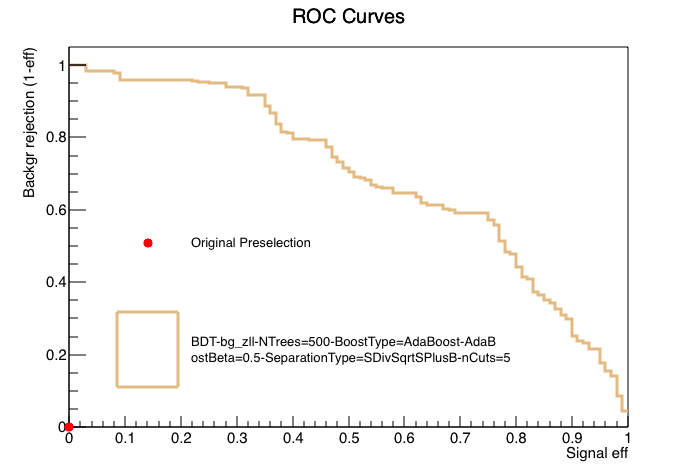 ROC Curves
Backgr rejection (1-eff)
1
0.8
0.6
0.4
0.2
0
Original Preselection
BDT-bg_zll-NTrees=500-BoostType=AdaBoost-AdaB
ostBeta=0.5-SeparationType=SDivSqrtSPlusB-nCuts=5
0 0.1 0.2 0.3 0.4 0.5 0.6 0.7 0.8 0.9 1
Signal eff